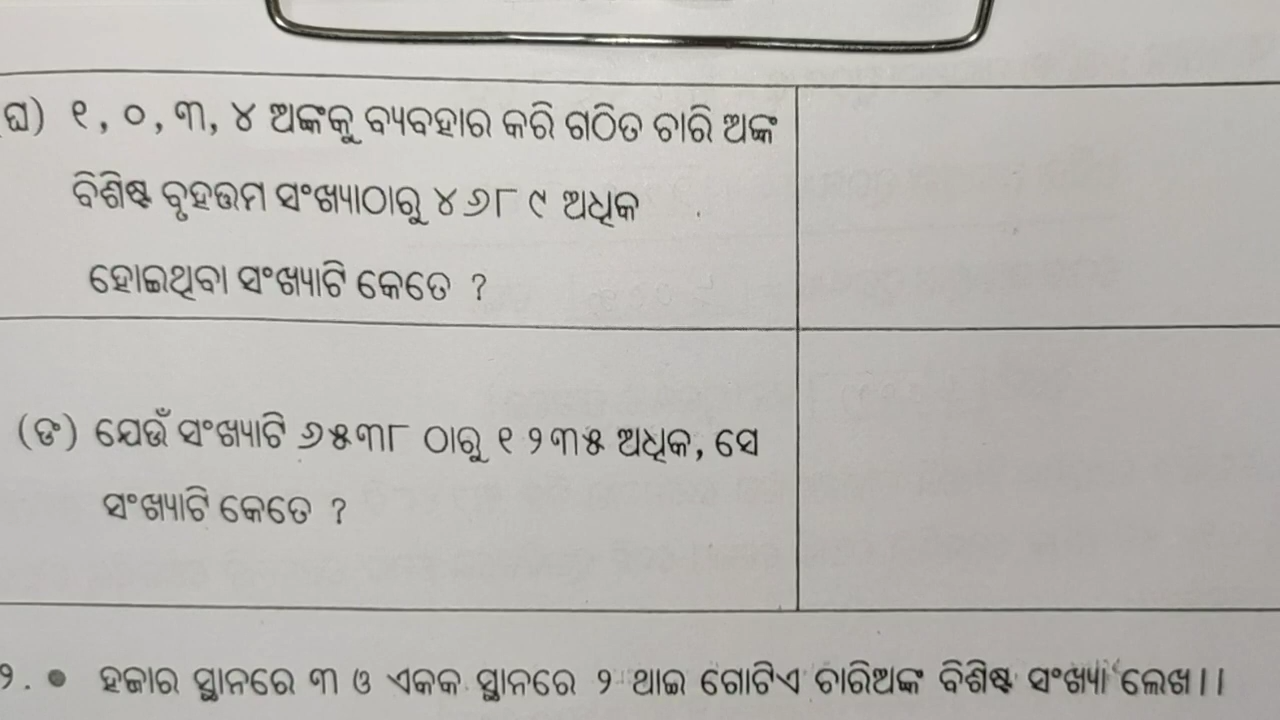 (ଘ) ୧, ୦, ୩, ୪ ଅଙ୍କକୁ ବ୍ୟବହାର କରି ଗଠିତ ଚାରି ଅଙ୍କ
ବିଶିଷ୍ଟ ବୃହତ୍ତମ ସଂଖ୍ୟାଠାରୁ ୪୬୮୯ ଅଧିକ
ହୋଇଥିବା ସଂଖ୍ୟାଟି କେତେ ?
(ଙ) ଯେଉଁ ସଂଖ୍ୟାଟି ୬୫୩୮ ଠାରୁ ୧୨୩୫ ଅଧିକ, ସେ
ସଂଖ୍ୟାଟି କେତେ ?
୨. ● ହଜାର ସ୍ଥାନରେ ୩ ଓ ଏକକ ସ୍ଥାନରେ ୨ ଥାଇ ଗୋଟିଏ ଚାରିଅଙ୍କ ବିଶିଷ୍ଟ ସଂଖ୍ୟା ଲେଖ।।